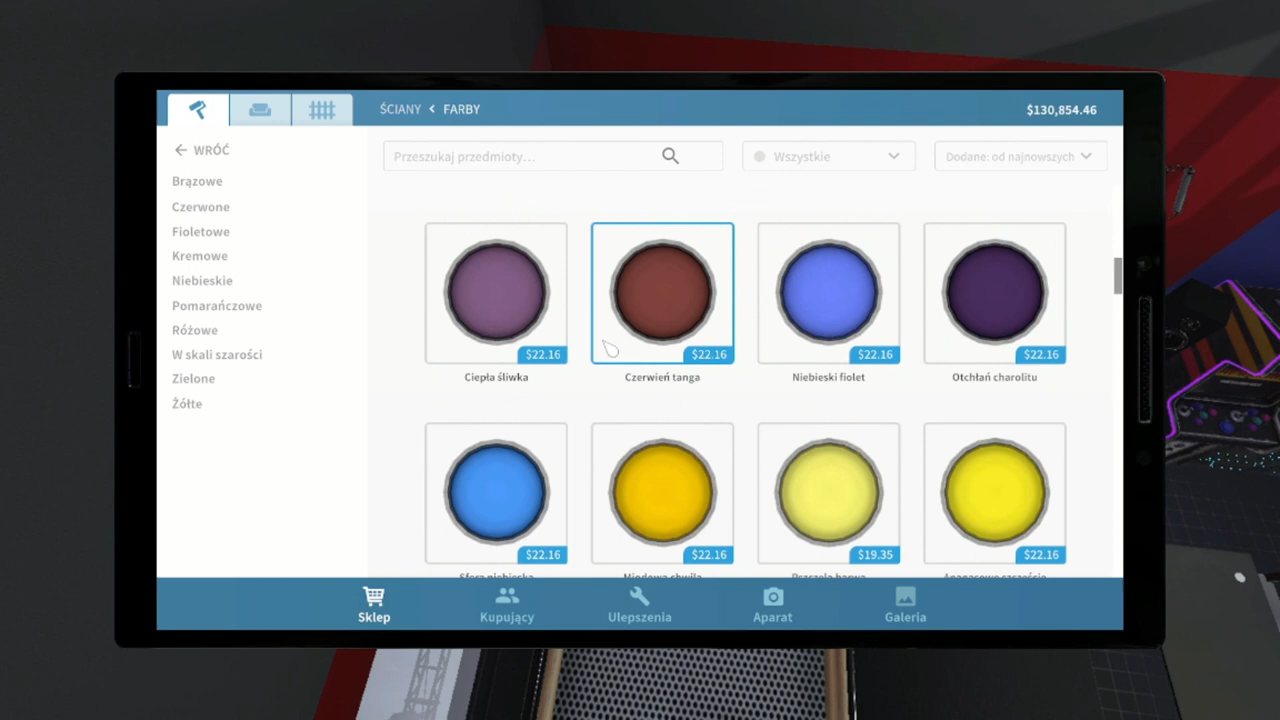 ŚCIANY < FARBY
$130,854.46
WRÓĆ
Brązowe
Czerwone
Fioletowe
Kremowe
Niebieskie
Pomarańczowe
Różowe
W skali szarości
Zielone
Żółte
Przeszukaj przedmioty...
Wszystkie
Dodane: od najnowszych
$22.16
$22.16
$22.16
$22.16
Ciepła śliwka
Czerwień tanga
Niebieski fiolet
Otchłań charolitu
$22.16
$22.16
$19.35
$22.16
Sklep
Kupujący
Ulepszenia
Aparat
Galeria